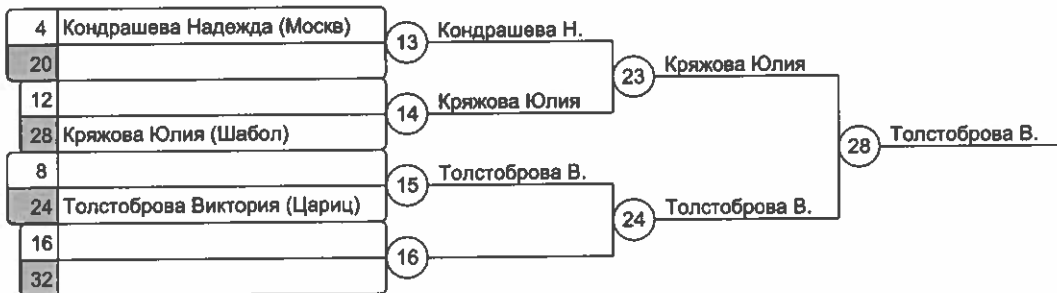 4 Кондрашева Надежда (Москв)
13 Кондрашева Н.
20
23 Кряжова Юлия
12
14 Кряжова Юлия
28 Кряжова Юлия (Шабол)
28 Толстоброва В.
8
15 Толстоброва В.
24 Толстоброва Виктория (Цариц)
24 Толстоброва В.
16
16
32